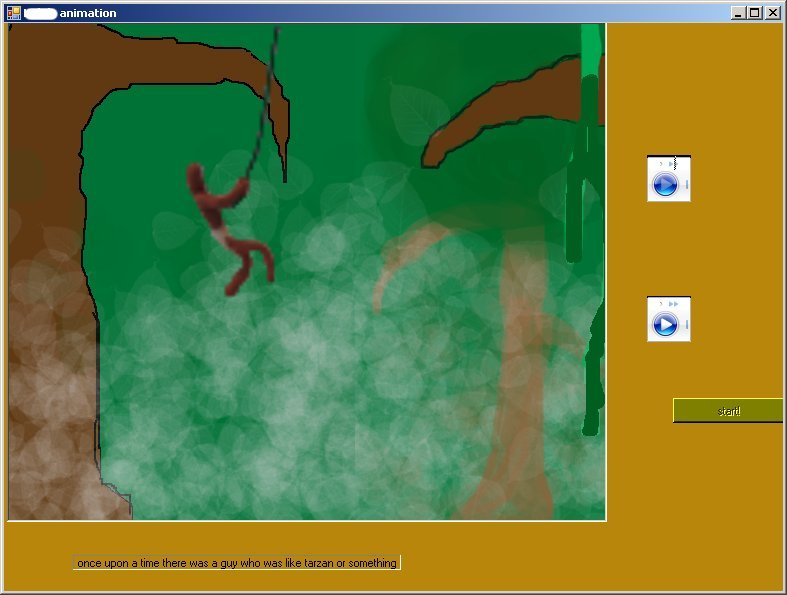 animation
start!
once upon a time there was a guy who was like tarzan or something